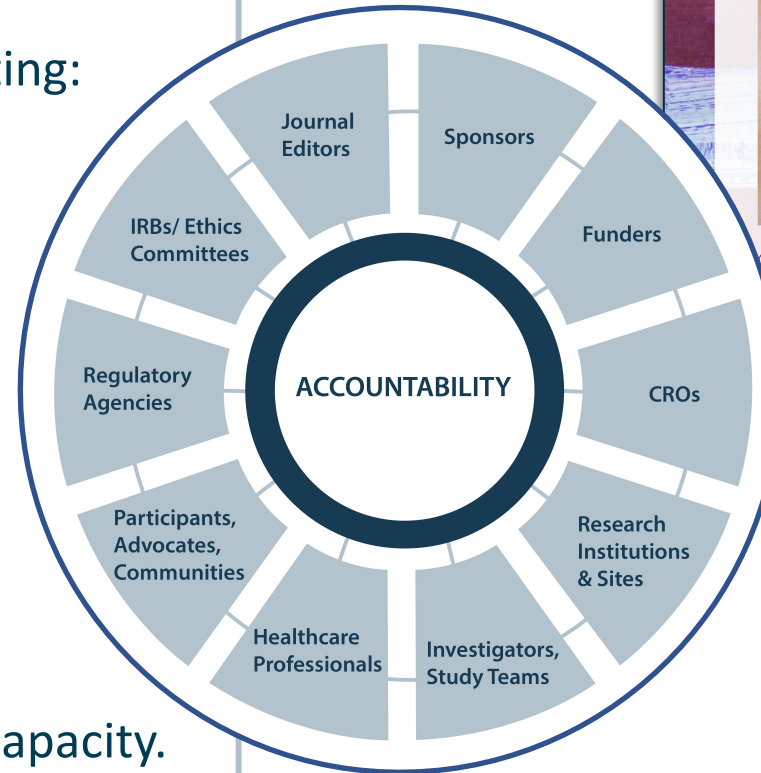 ting:
Journal
Editors
Sponsors
Funders
CROs
Research
Institutions
& Sites
Investigators,
Study Teams
Healthcare
Professionals
Participants,
Advocates,
Communities
Regulatory
Agencies
IRBs/ Ethics
Committees
ACCOUNTABILITY
apacity.